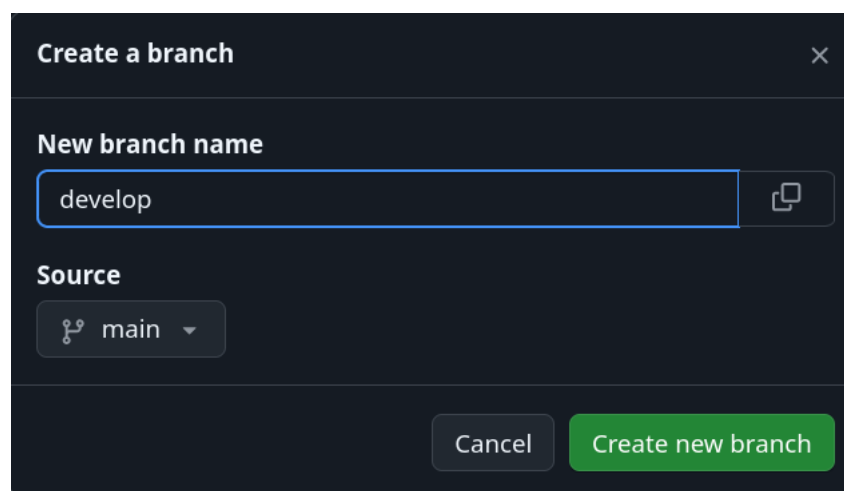 Create a branch
New branch name
develop
Source
main
Cancel
Create new branch